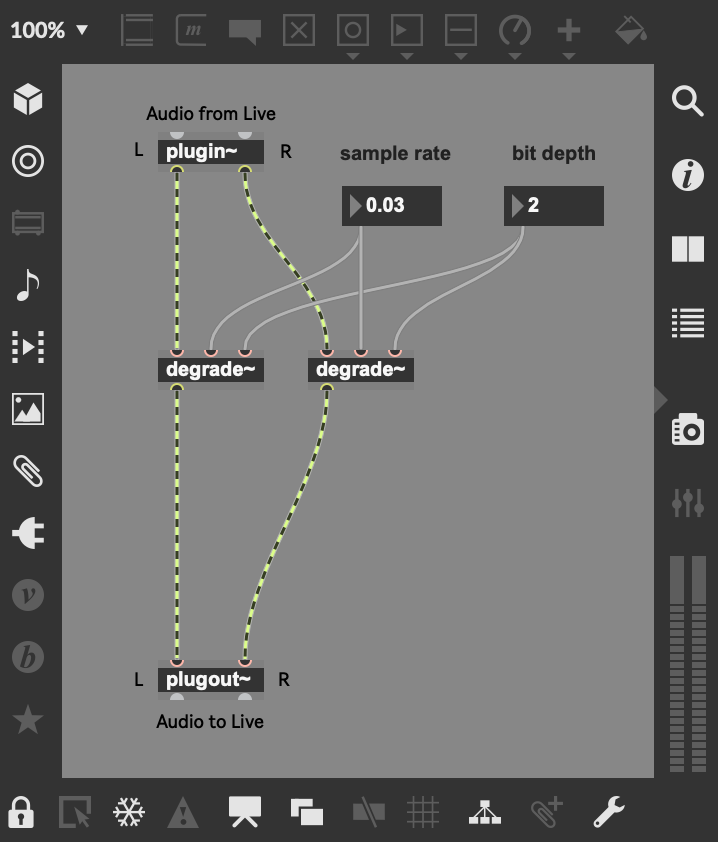 100%
m
Audio from Live
L plugin~ R
sample rate
bit depth
0.03
2
i
degrade~ degrade~
v
b
L plugout~ R
Audio to Live